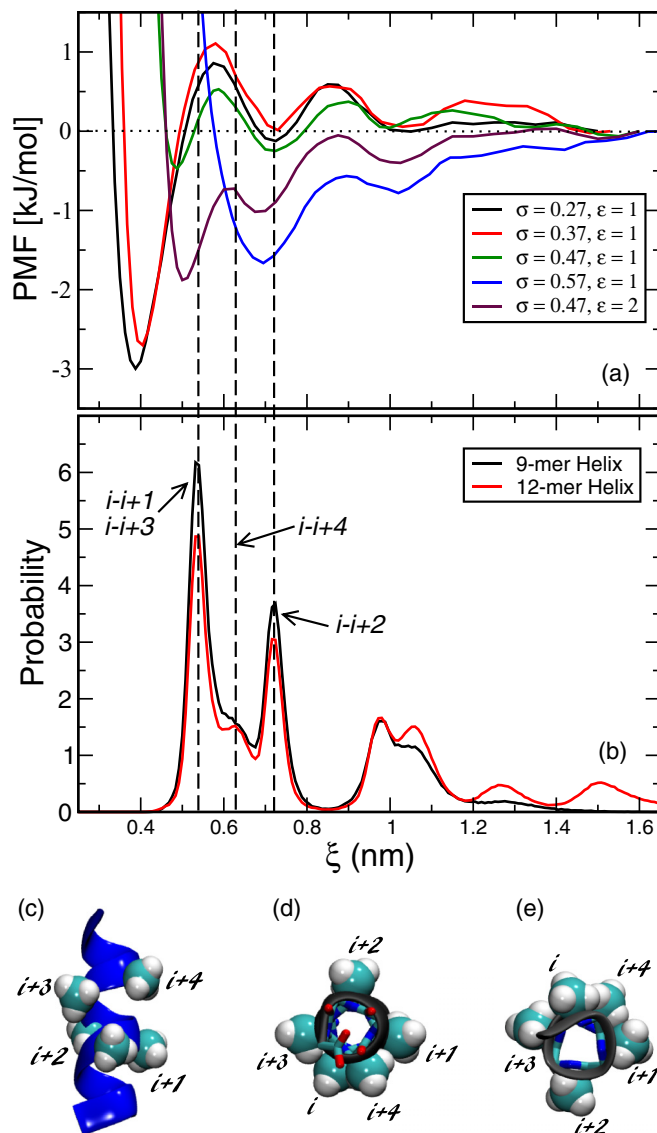 1
0
-1
-2
-3
PMF [kJ/mol]
σ = 0.27, ε = 1
σ = 0.37, ε = 1
σ = 0.47, ε = 1
σ = 0.57, ε = 1
σ = 0.47, ε = 2
(a)
6
5
4
3
2
1
0
Probability
i-i+1
i-i+3
i-i+4
i-i+2
9-mer Helix
12-mer Helix
(b)
0.4 0.6 0.8 1 1.2 1.4 1.6
ξ (nm)
(c) (d) (e)
i+3
i+4
i+2
i+1
i+2
i+3
i+1
i
i+4
i
i+4
i+3
i+1
i+2